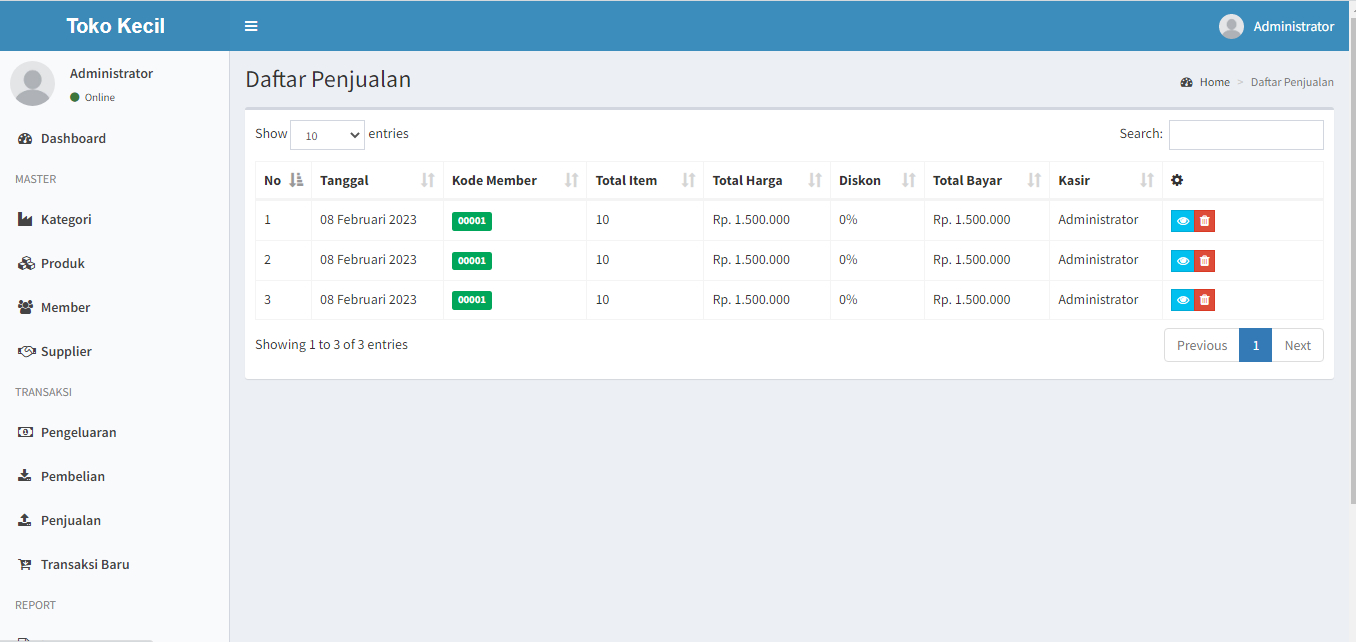 Toko Kecil
Administrator
Administrator
Online
Dashboard
MASTER
Kategori
Produk
Member
Supplier
TRANSAKSI
Pengeluaran
Pembelian
Penjualan
Transaksi Baru
REPORT
Daftar Penjualan
Home > Daftar Penjualan
Show 10 entries
Search:
No Tanggal Kode Member Total Item Total Harga Diskon Total Bayar Kasir
1 08 Februari 2023 00001 10 Rp. 1.500.000 0% Rp. 1.500.000 Administrator
2 08 Februari 2023 00001 10 Rp. 1.500.000 0% Rp. 1.500.000 Administrator
3 08 Februari 2023 00001 10 Rp. 1.500.000 0% Rp. 1.500.000 Administrator
Showing 1 to 3 of 3 entries
Previous 1 Next